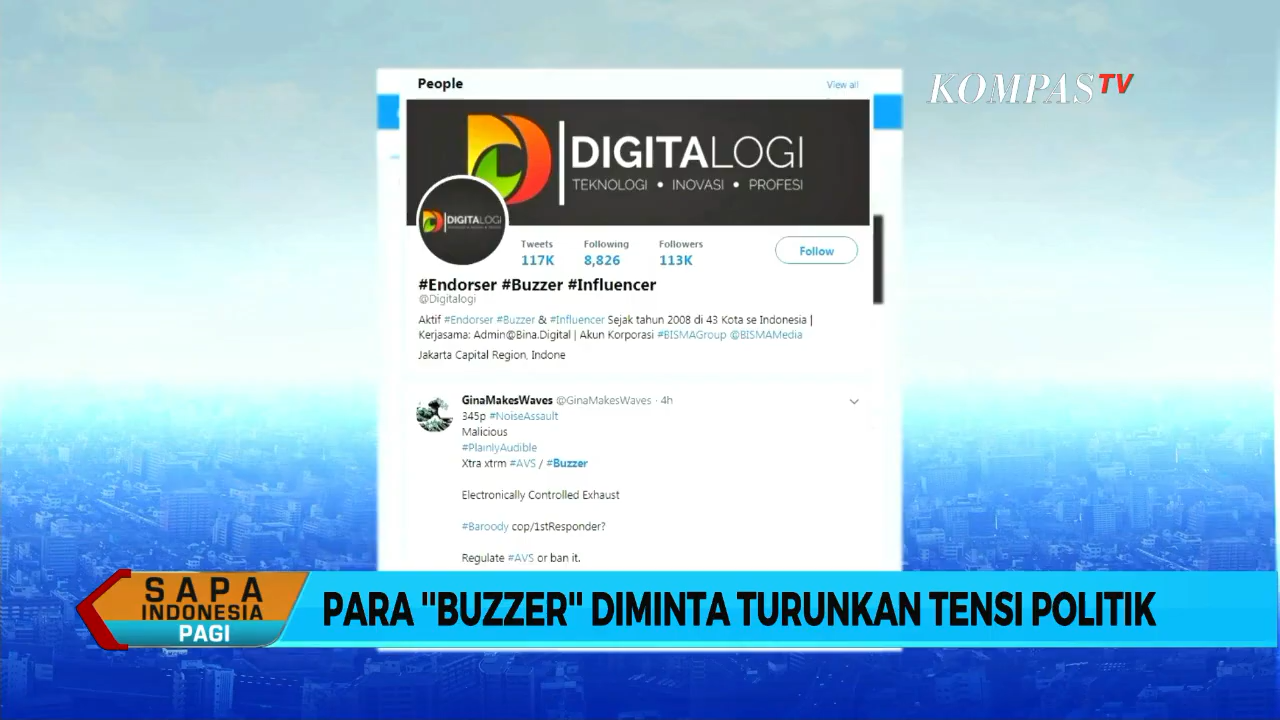 People
View all
KOMPASTV
DIGITALOGI
TEKNOLOGI • INOVASI • PROFESI
DIGITALOGI
Tweets Following Followers
117K 8,826 113K
Follow
#Endorser #Buzzer #Influencer
@Digitalogi
Aktif #Endorser #Buzzer & #Influencer Sejak tahun 2008 di 43 Kota se Indonesia |
Kerjasama: Admin@Bina.Digital | Akun Korporasi #BISMAGroup @BISMAMedia
Jakarta Capital Region, Indone
GinaMakesWaves @GinaMakesWaves · 4h
345p #NoiseAssault
Malicious
#PlainlyAudible
Xtra xtrm #AVS / #Buzzer
Electronically Controlled Exhaust
#Baroody cop/1stResponder?
Regulate #AVS or ban it.
SAPA
INDONESIA
PAGI
PARA "BUZZER" DIMINTA TURUNKAN TENSI POLITIK